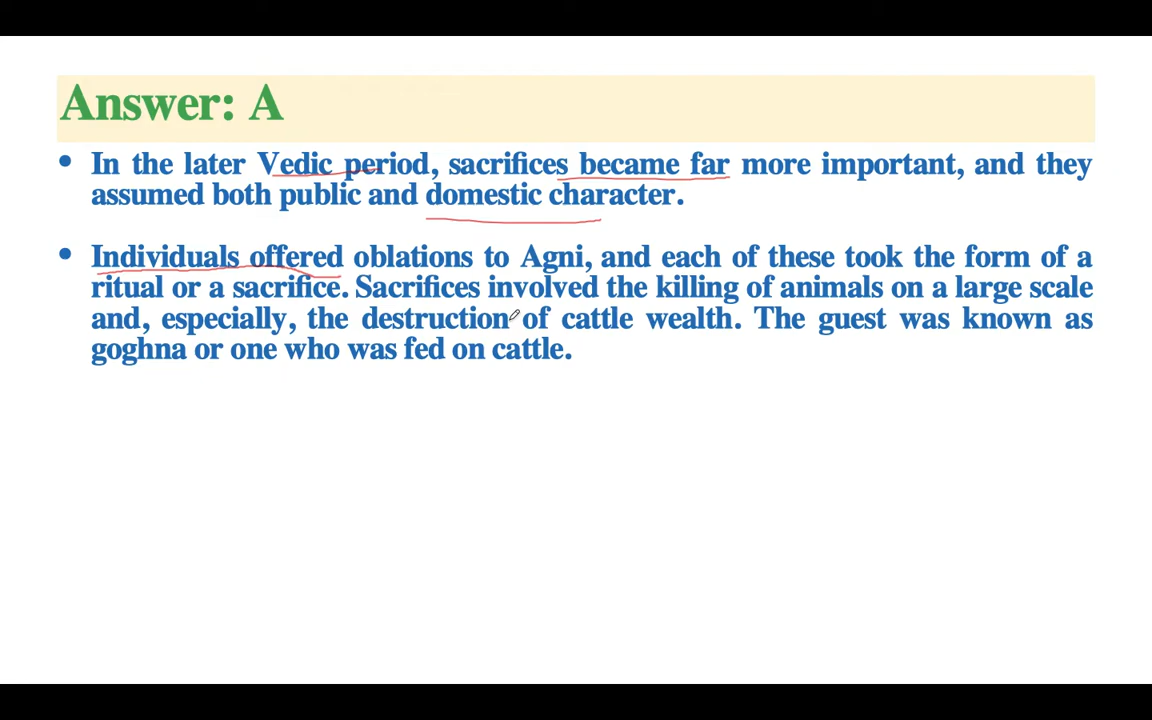 Answer: A
• In the later Vedic period, sacrifices became far more important, and they
assumed both public and domestic character.
• Individuals offered oblations to Agni, and each of these took the form of a
ritual or a sacrifice. Sacrifices involved the killing of animals on a large scale
and, especially, the destruction of cattle wealth. The guest was known as
goghna or one who was fed on cattle.